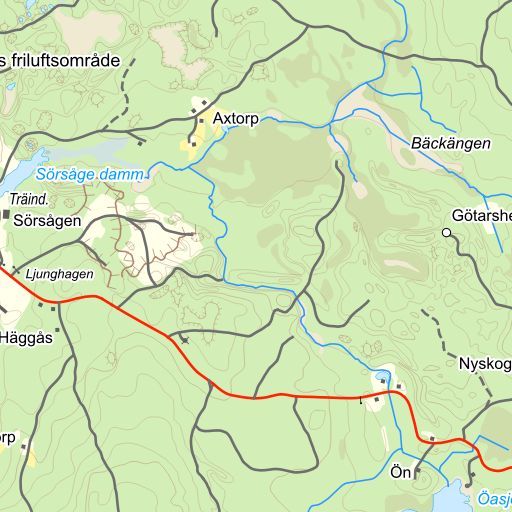 s friluftsområde
Axtorp
Bäckängen
Sörsåge damm
Träind.
Götarshe
Sörsågen
Ljunghagen
Häggås
Nyskog
orp
Ön
Öasj